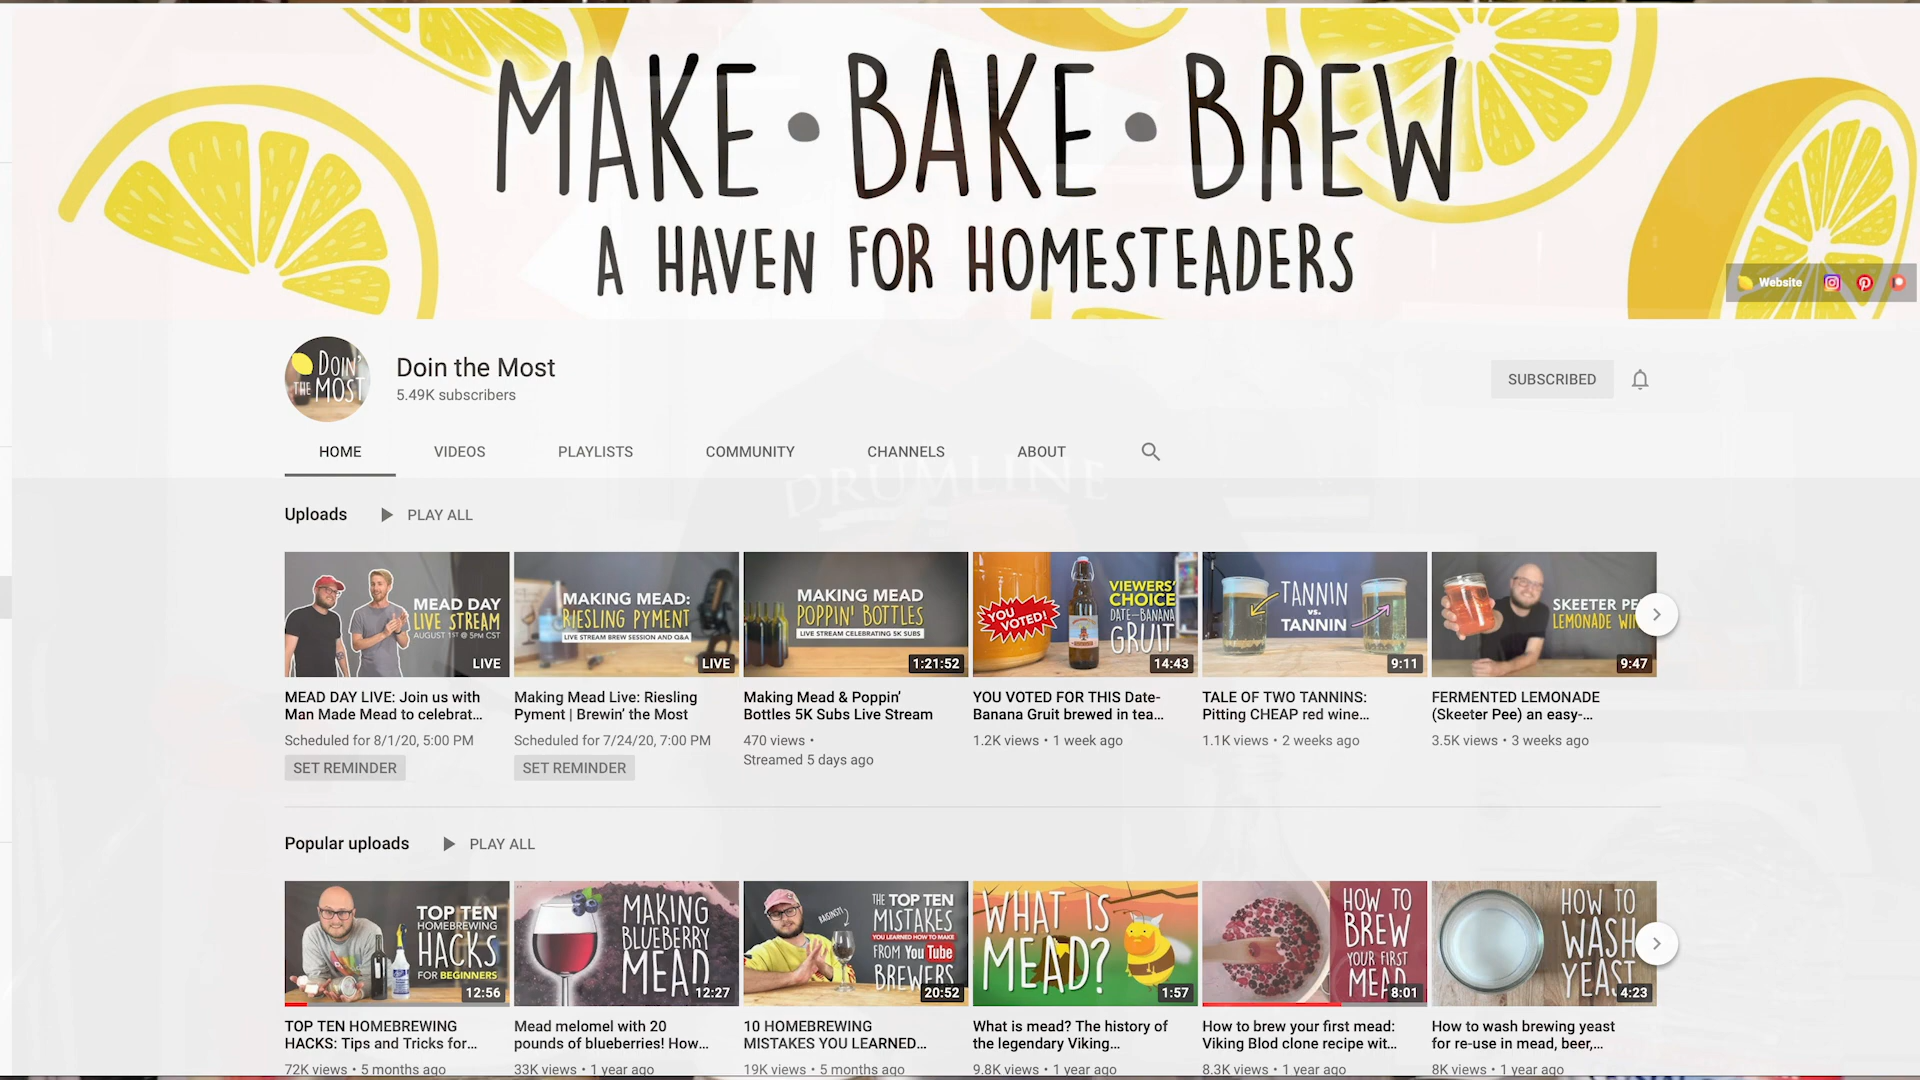 MAKE • BAKE • BREW
A HAVEN FOR HOMESTEADERS
Website
DOIN'
THE MOST
Doin the Most
5.49K subscribers
SUBSCRIBED
HOME VIDEOS PLAYLISTS COMMUNITY CHANNELS ABOUT
DRUMLINE
Uploads PLAY ALL
MEAD DAY
LIVE STREAM
AUGUST 1ST @ 5PM CST
LIVE
MEAD DAY LIVE: Join us with
Man Made Mead to celebrat...
Scheduled for 8/1/20, 5:00 PM
SET REMINDER
MAKING MEAD:
RIESLING PYMENT
LIVE STREAM BREW SESSION AND Q&A
LIVE
Making Mead Live: Riesling
Pyment | Brewin' the Most
Scheduled for 7/24/20, 7:00 PM
SET REMINDER
MAKING MEAD
POPPIN' BOTTLES
LIVE STREAM CELEBRATING 5K SUBS
1:21:52
Making Mead & Poppin'
Bottles 5K Subs Live Stream
470 views •
Streamed 5 days ago
YOU
VOTED!
VIEWERS'
CHOICE
DATE-BANANA
GRUIT
14:43
YOU VOTED FOR THIS Date-
Banana Gruit brewed in tea...
1.2K views • 1 week ago
TANNIN
VS.
TANNIN
9:11
TALE OF TWO TANNINS:
Pitting CHEAP red wine...
1.1K views • 2 weeks ago
SKEETER PE
LEMONADE WI
9:47
FERMENTED LEMONADE
(Skeeter Pee) an easy-...
3.5K views • 3 weeks ago
Popular uploads PLAY ALL
TOP TEN
HOMEBREWING
HACKS
FOR BEGINNERS
12:56
TOP TEN HOMEBREWING
HACKS: Tips and Tricks for...
72K views • 5 months ago
MAKING
BLUEBERRY
MEAD
12:27
Mead melomel with 20
pounds of blueberries! How...
33K views • 1 year ago
RAISINS?!
THE TOP TEN
MISTAKES
YOU LEARNED HOW TO MAKE
FROM YouTube
BREWERS
20:52
10 HOMEBREWING
MISTAKES YOU LEARNED...
19K views • 5 months ago
WHAT IS
MEAD?
1:57
What is mead? The history of
the legendary Viking...
9.8K views • 1 year ago
HOW TO
BREW
YOUR FIRST
MEAD
8:01
How to brew your first mead:
Viking Blod clone recipe wit...
8.3K views • 1 year ago
HOW TO
WASH
YEAST
4:23
How to wash brewing yeast
for re-use in mead, beer,...
8K views • 1 year ago